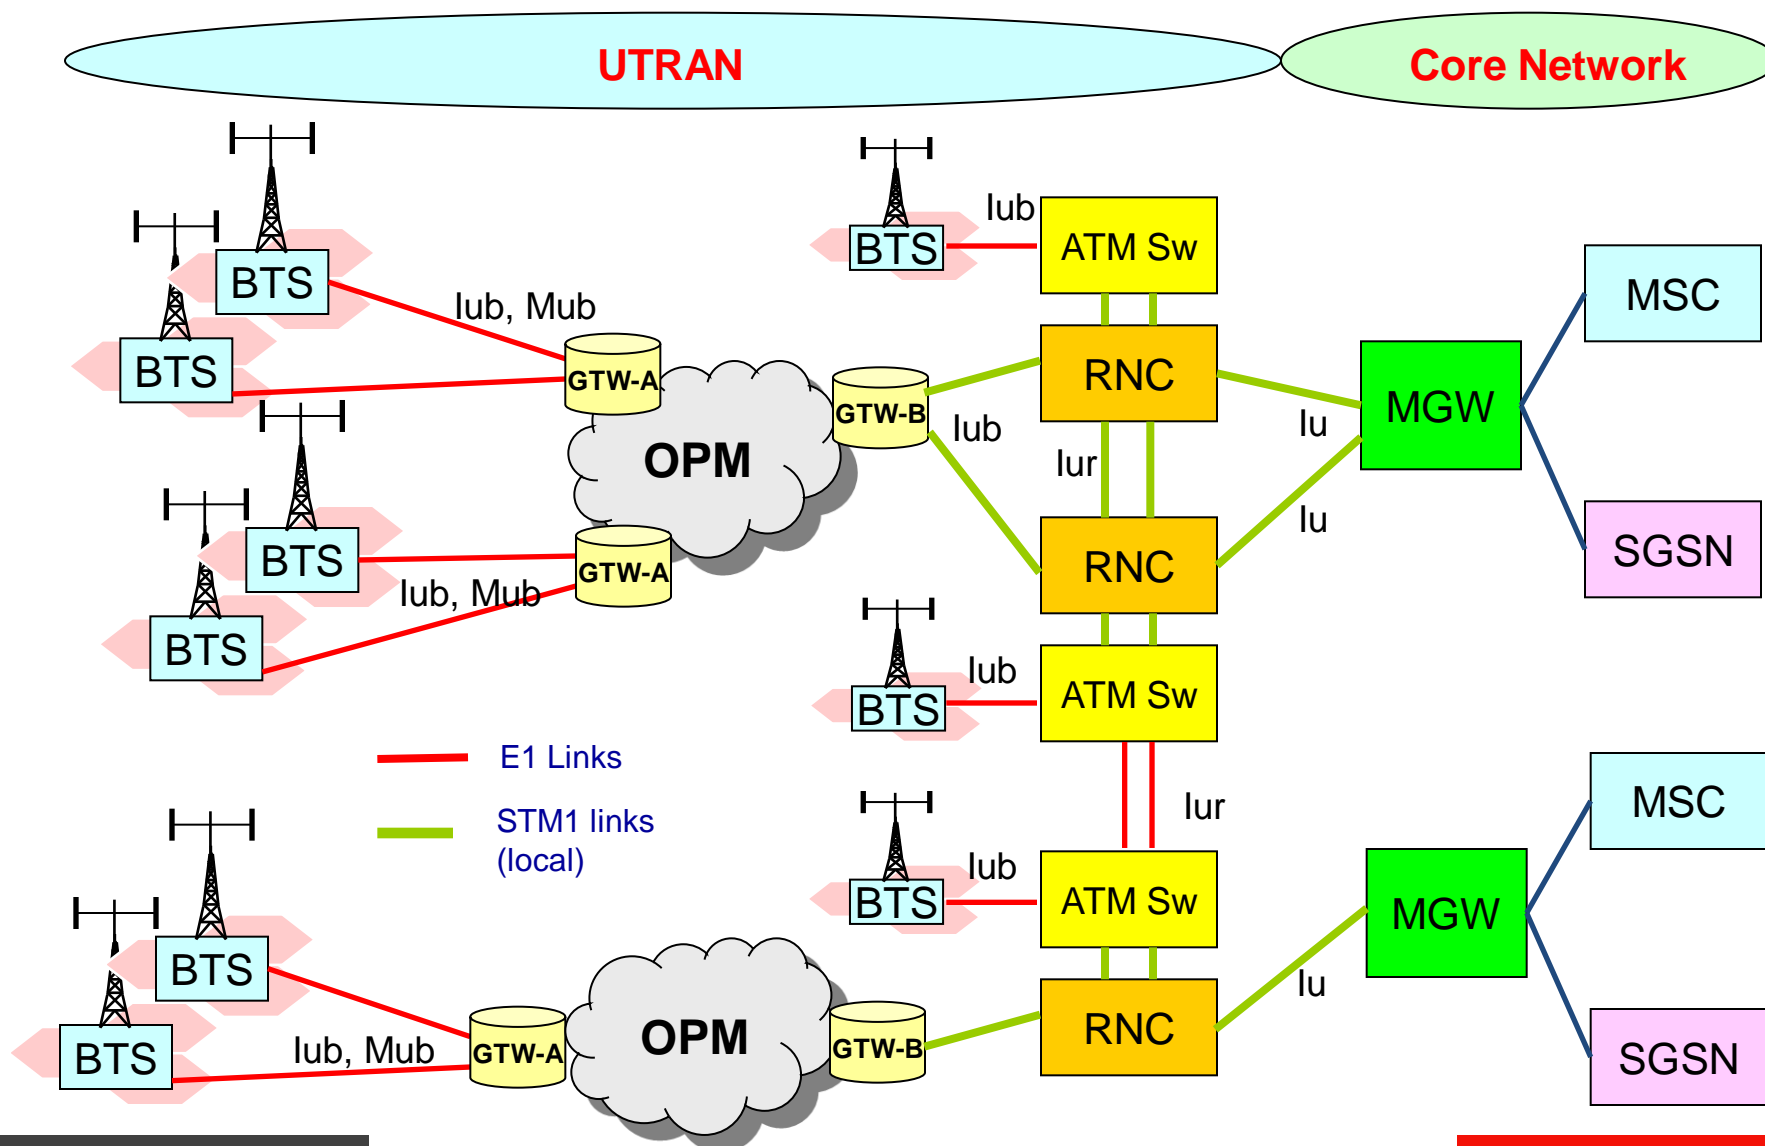 UTRAN
Core Network
Iub
BTS
ATM Sw
BTS
MSC
Iub, Mub
BTS
GTW-A
RNC
GTW-B
MGW
Iub
Iu
OPM
Iur
Iu
BTS
GTW-A
RNC
SGSN
Iub, Mub
BTS
Iub
BTS
ATM Sw
E1 Links
STM1 links
(local)
Iur
MSC
Iub
BTS
ATM Sw
MGW
BTS
Iu
OPM
RNC
Iub, Mub
GTW-A
GTW-B
BTS
SGSN